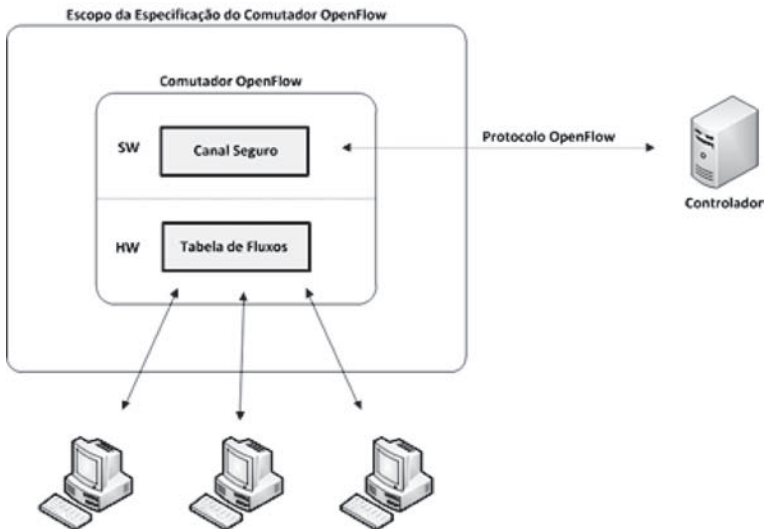 Escopo da Especificação do Comutador OpenFlow
Comutador OpenFlow
SW
Canal Seguro
Protocolo OpenFlow
Controlador
HW
Tabela de Fluxos